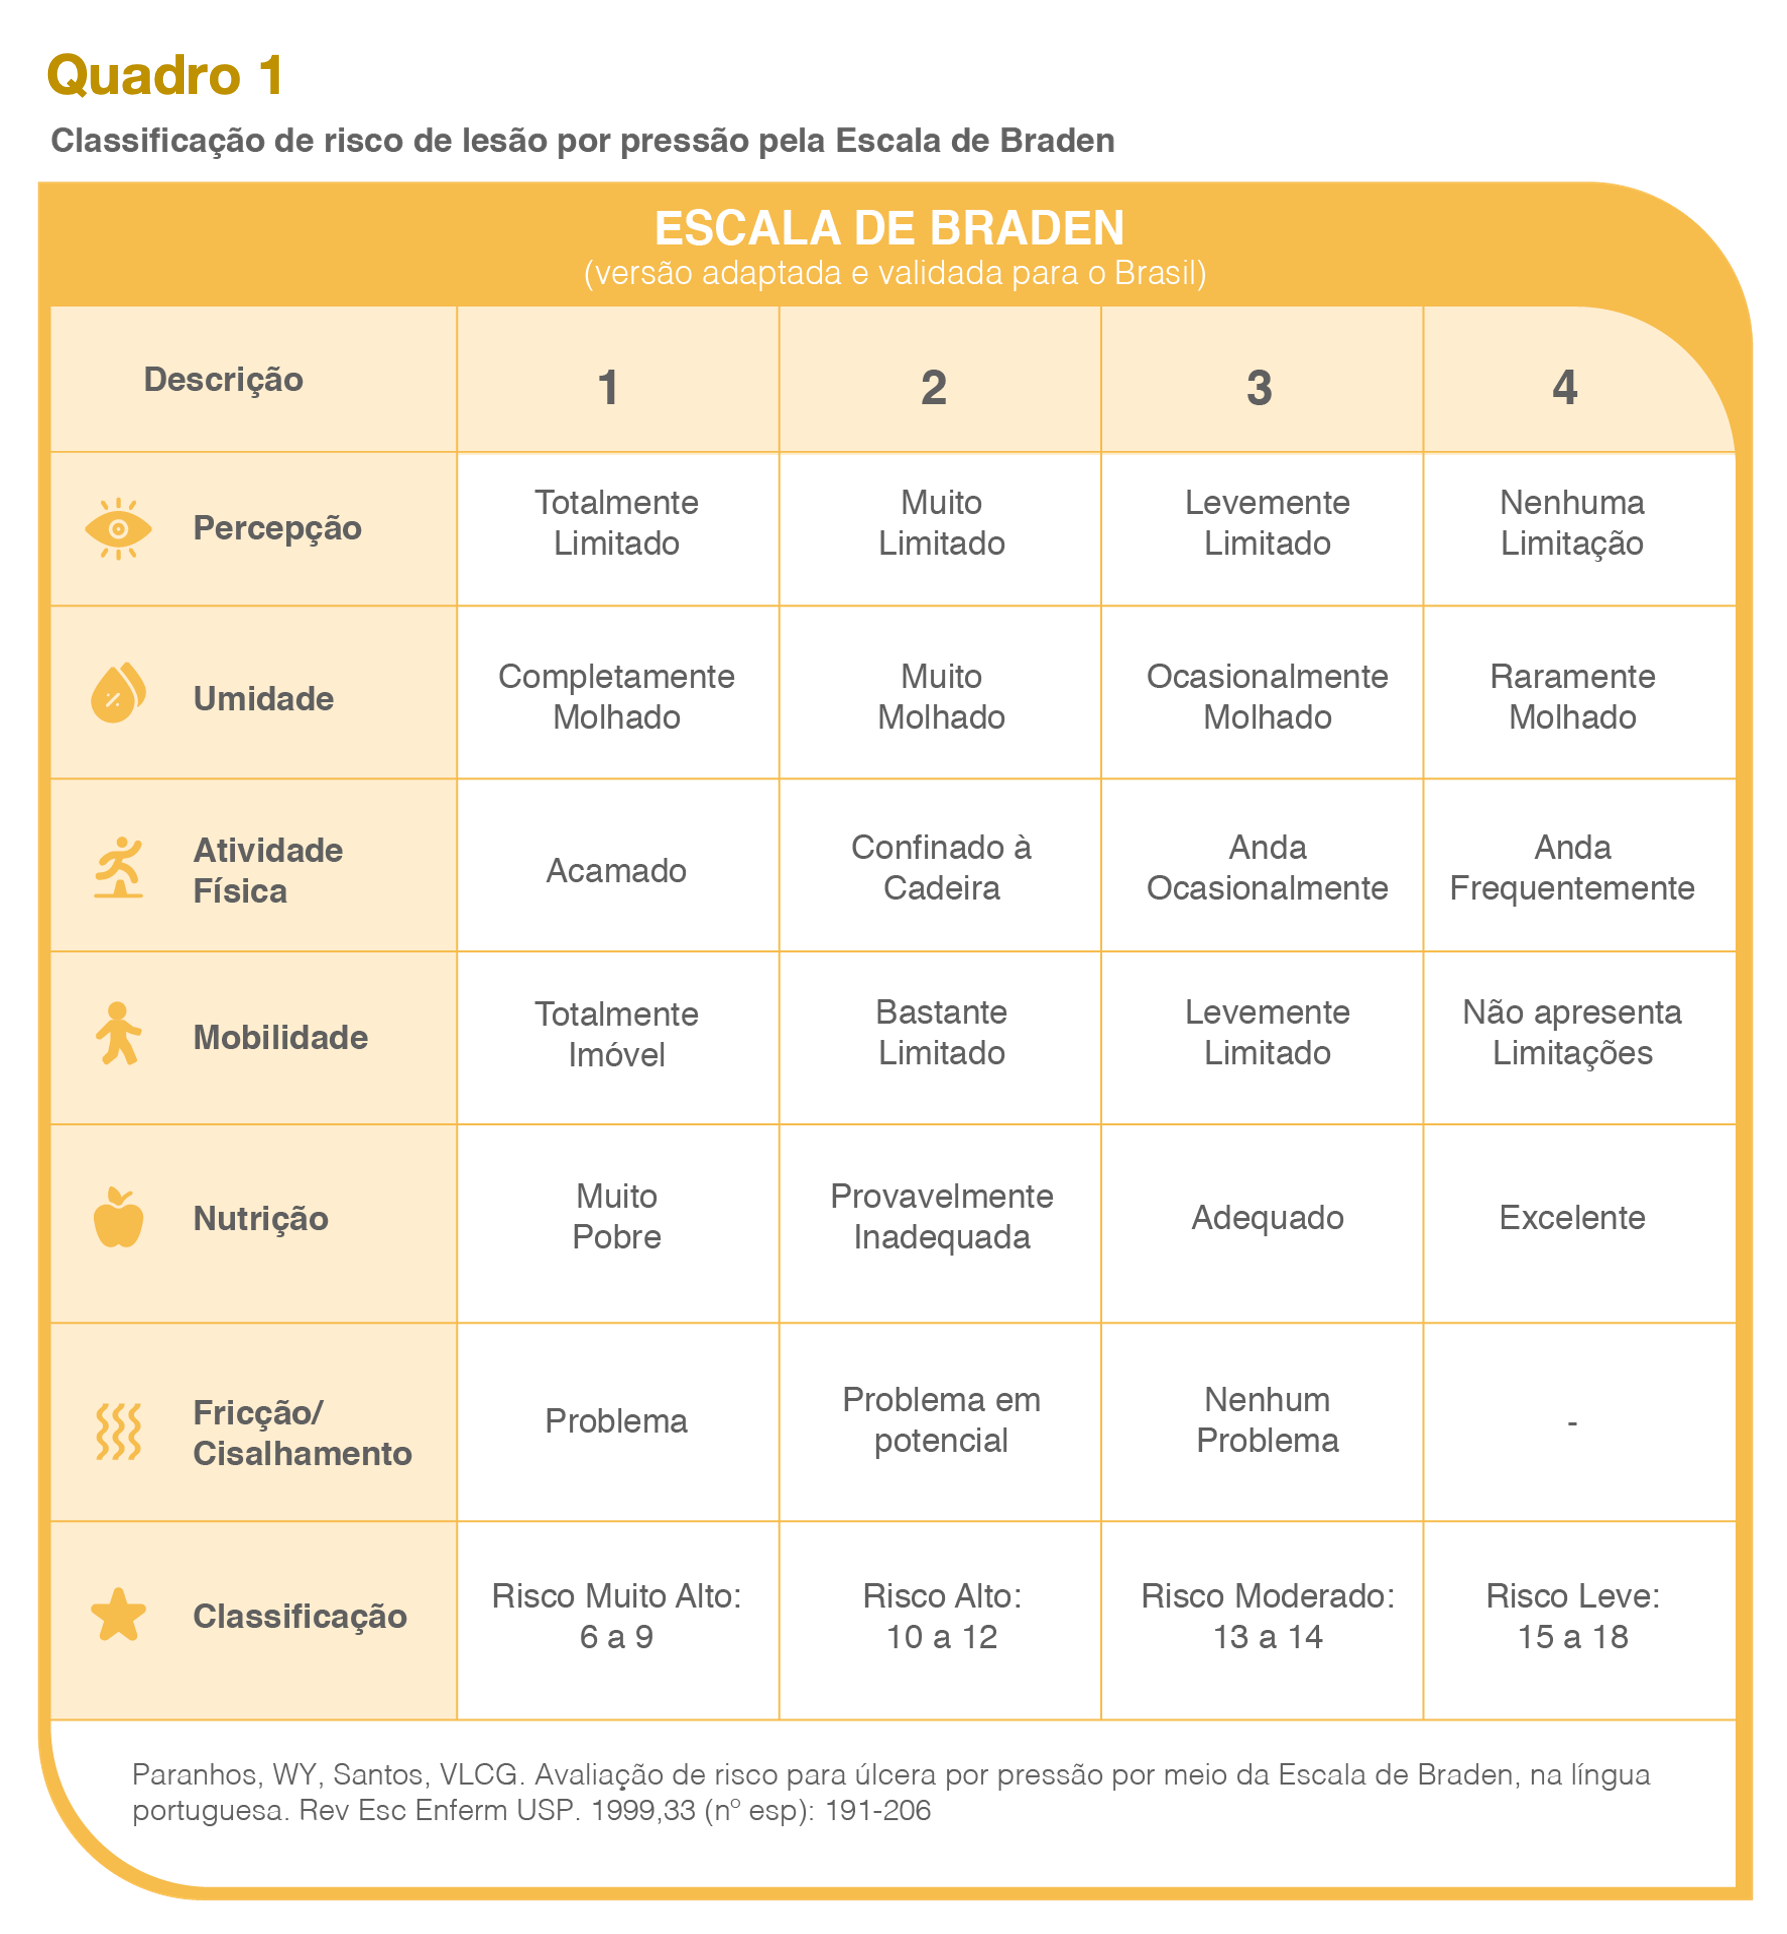 Quadro 1
Classificação de risco de lesão por pressão pela Escala de Braden
ESCALA DE BRADEN
(versão adaptada e validada para o Brasil)
Descrição 1 2 3 4
Percepção
Totalmente
Limitado
Muito
Limitado
Levemente
Limitado
Nenhuma
Limitação
Umidade
Completamente
Molhado
Muito
Molhado
Ocasionalmente
Molhado
Raramente
Molhado
Atividade
Física
Acamado
Confinado à
Cadeira
Anda
Ocasionalmente
Anda
Frequentemente
Mobilidade
Totalmente
Imóvel
Bastante
Limitado
Levemente
Limitado
Não apresenta
Limitações
Nutrição
Muito
Pobre
Provavelmente
Inadequada
Adequado
Excelente
Fricção/
Cisalhamento
Problema
Problema em
potencial
Nenhum
Problema
-
Classificação
Risco Muito Alto:
6 a 9
Risco Alto:
10 a 12
Risco Moderado:
13 a 14
Risco Leve:
15 a 18
Paranhos, WY, Santos, VLCG. Avaliação de risco para úlcera por pressão por meio da Escala de Braden, na língua
portuguesa. Rev Esc Enferm USP. 1999,33 (nº esp): 191-206